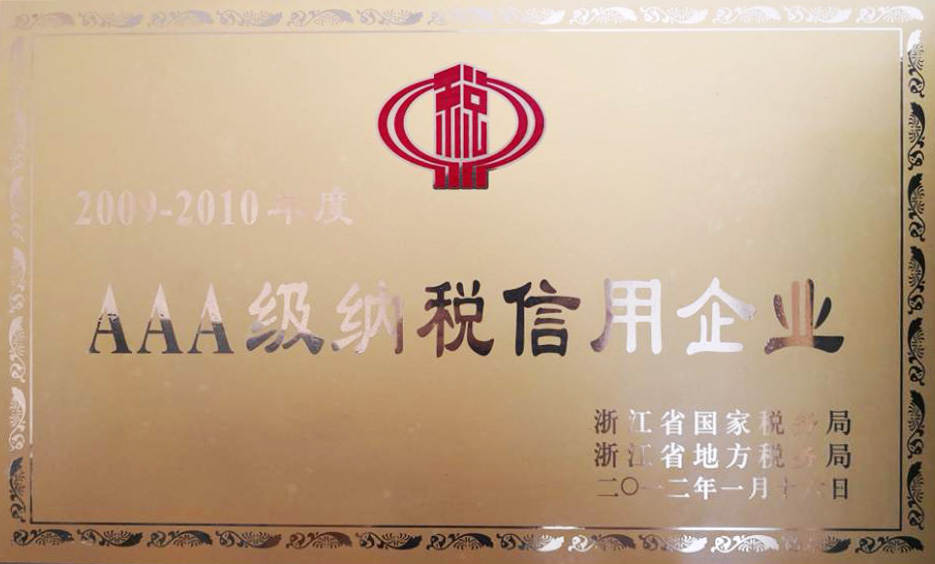 税
2009-2010年度
AAA级纳税信用企业
浙江省国家税务局
浙江省地方税务局
二〇一二年一月十六日